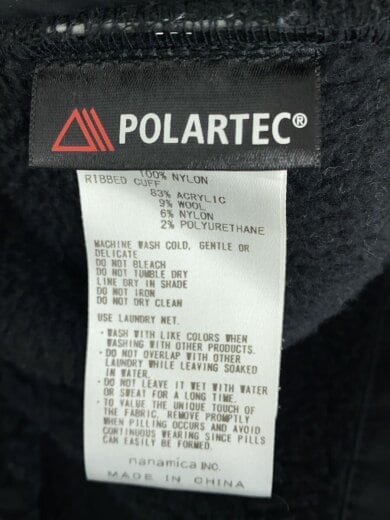 POLARTEC®
100% NYLON
RIBBED CUFF
83% ACRYLIC
9% WOOL
6% NYLON
2% POLYURETHANE
MACHINE WASH COLD, GENTLE OR
DELICATE
DO NOT BLEACH
DO NOT TUMBLE DRY
LINE DRY IN SHADE
DO NOT IRON
DO NOT DRY CLEAN
USE LAUNDRY NET.
・WASH WITH LIKE COLORS WHEN
WASHING WITH OTHER PRODUCTS.
・DO NOT OVERLAP WITH OTHER
LAUNDRY WHILE LEAVING SOAKED
IN WATER.
・DO NOT LEAVE IT WET WITH WATER
OR SWEAT FOR A LONG TIME.
・TO VALUE THE UNIQUE TOUCH OF
THE FABRIC, REMOVE PROMPTLY
WHEN PILLING OCCURS AND AVOID
CONTINUOUS WEARING SINCE PILLS
CAN EASILY BE FORMED.
nanamica INC.
MADE IN CHINA